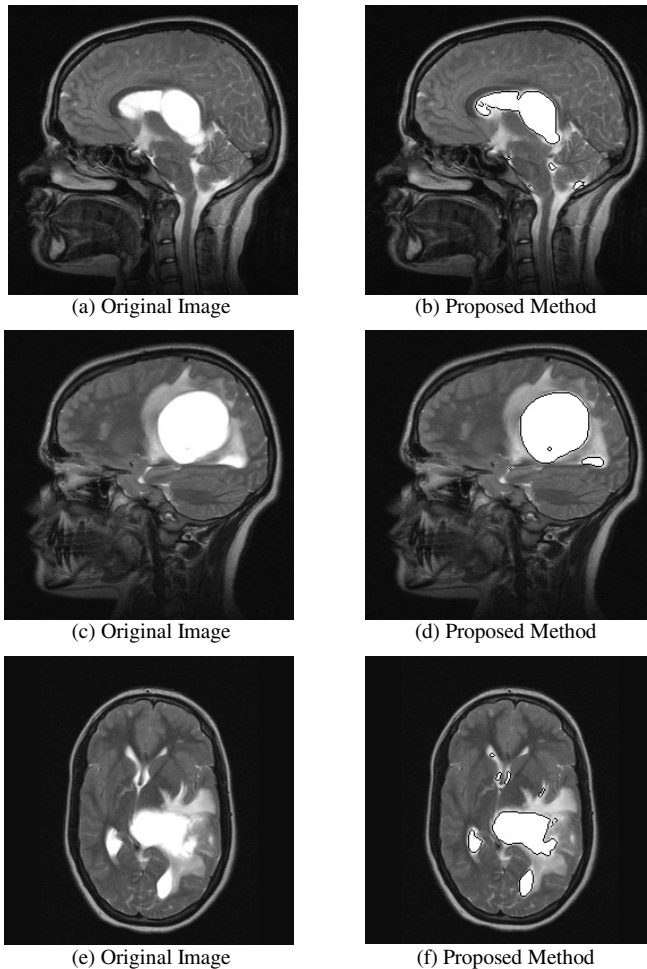 (a) Original Image
(b) Proposed Method
(c) Original Image
(d) Proposed Method
(e) Original Image
(f) Proposed Method